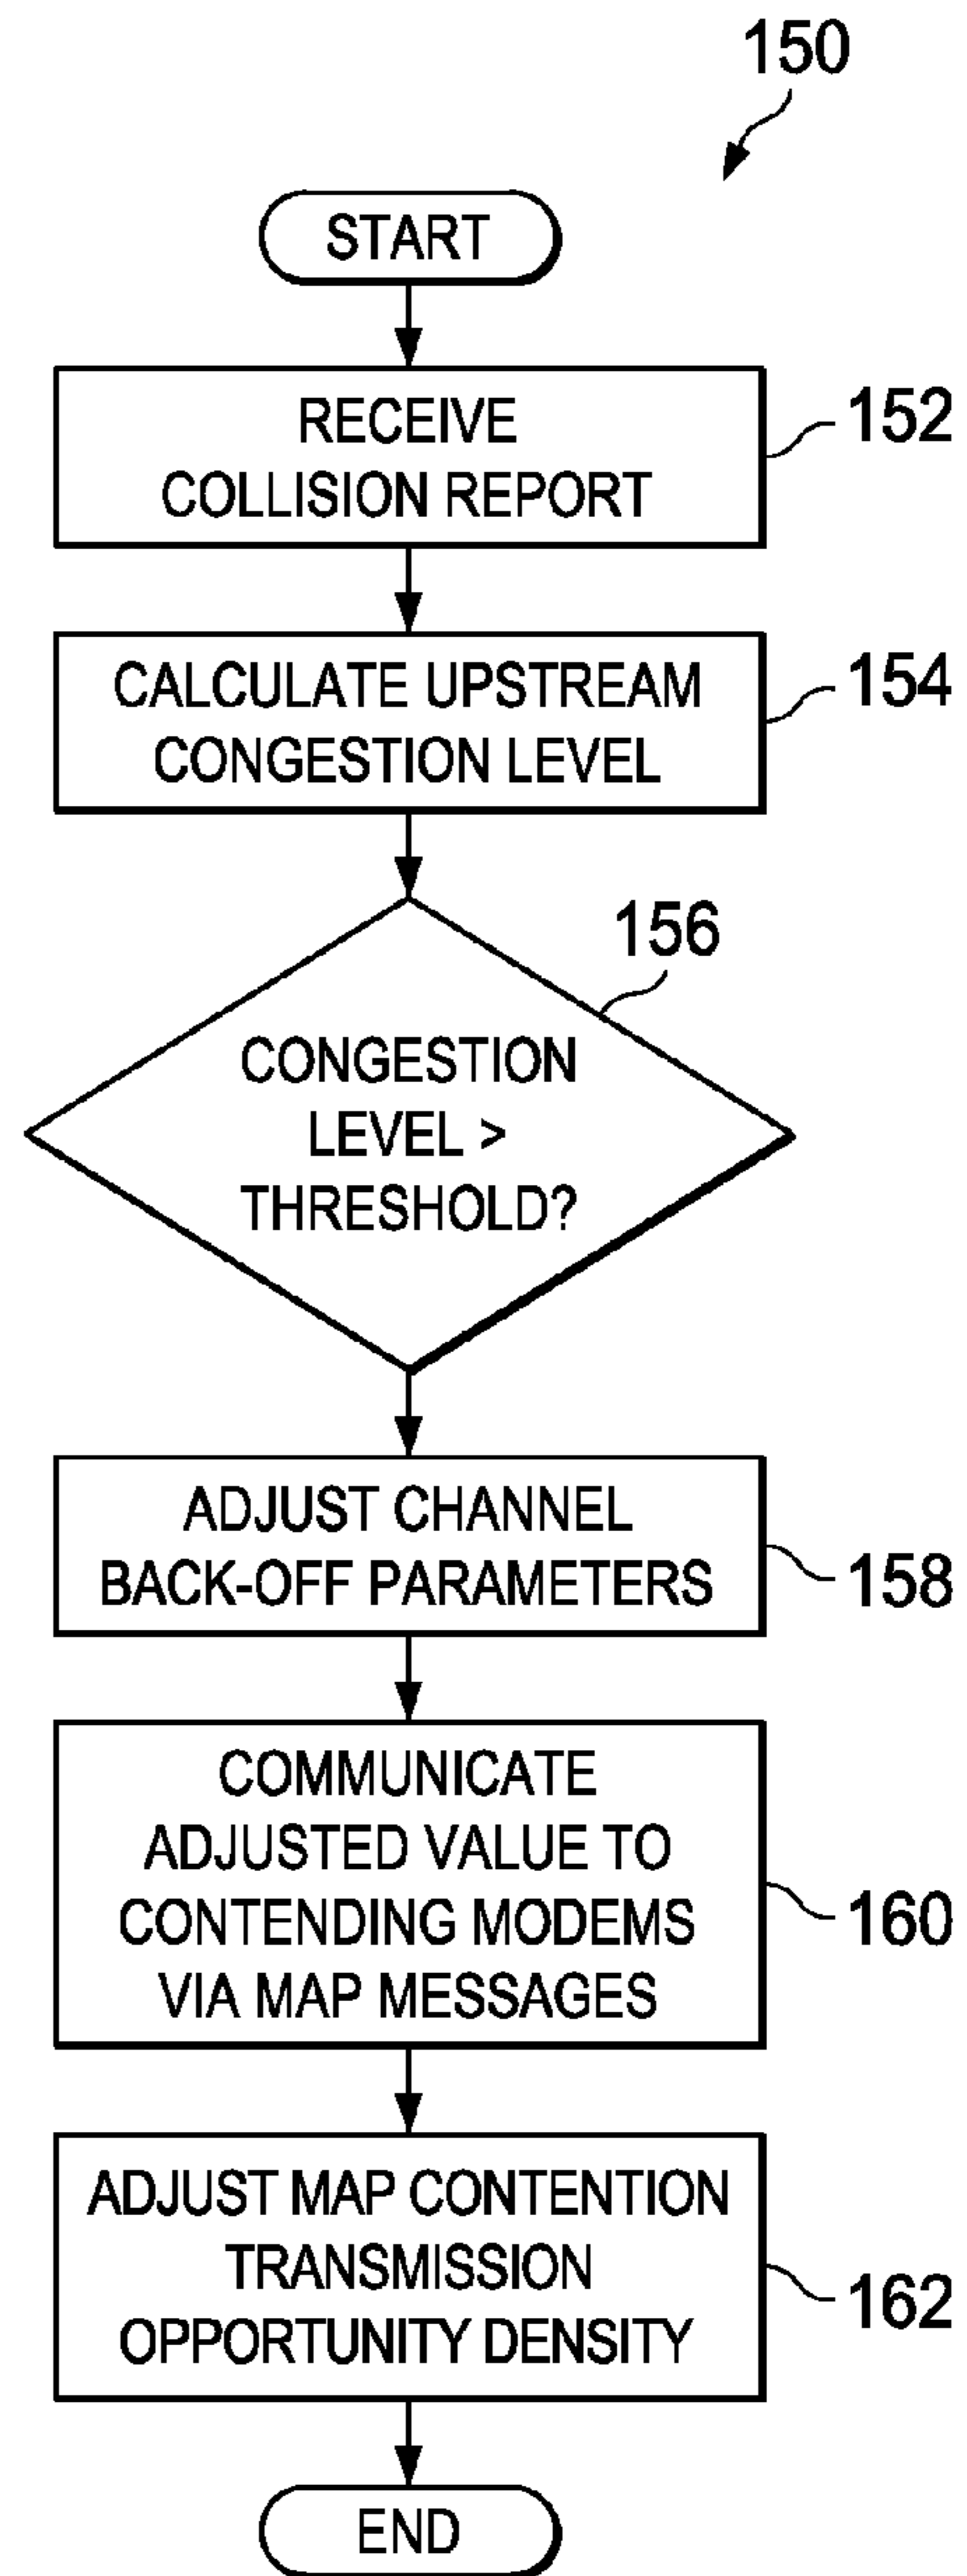 150
START
RECEIVE
COLLISION REPORT
152
CALCULATE UPSTREAM
CONGESTION LEVEL
154
156
CONGESTION
LEVEL >
THRESHOLD?
ADJUST CHANNEL
BACK-OFF PARAMETERS
158
COMMUNICATE
ADJUSTED VALUE TO
CONTENDING MODEMS
VIA MAP MESSAGES
160
ADJUST MAP CONTENTION
TRANSMISSION
OPPORTUNITY DENSITY
162
END